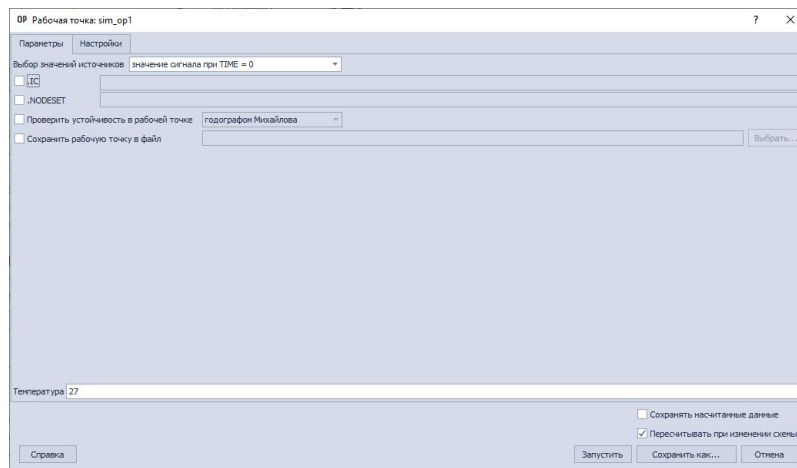 OP Рабочая точка: sim_op1 ?
Параметры Настройки
Выбор значений источников значение сигнала при TIME = 0
.IC
.NODESET
Проверить устойчивость в рабочей точке годографом Михайлова
Сохранить рабочую точку в файл Выбрать...
Температура 27
Сохранять насчитанные данные
Пересчитывать при изменении схемы
Справка Запустить Сохранить как... Отмена